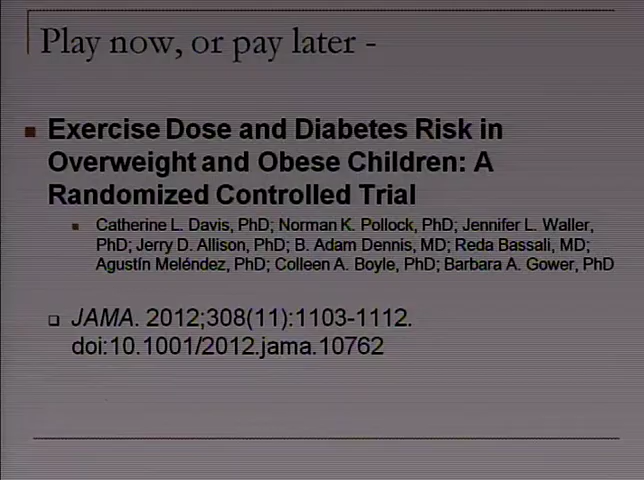 Play now, or pay later -
Exercise Dose and Diabetes Risk in
Overweight and Obese Children: A
Randomized Controlled Trial
Catherine L. Davis, PhD; Norman K. Pollock, PhD; Jennifer L. Waller,
PhD; Jerry D. Allison, PhD; B. Adam Dennis, MD; Reda Bassali, MD;
Agustín Meléndez, PhD; Colleen A. Boyle, PhD; Barbara A. Gower, PhD
JAMA. 2012;308(11):1103-1112.
doi:10.1001/2012.jama.10762